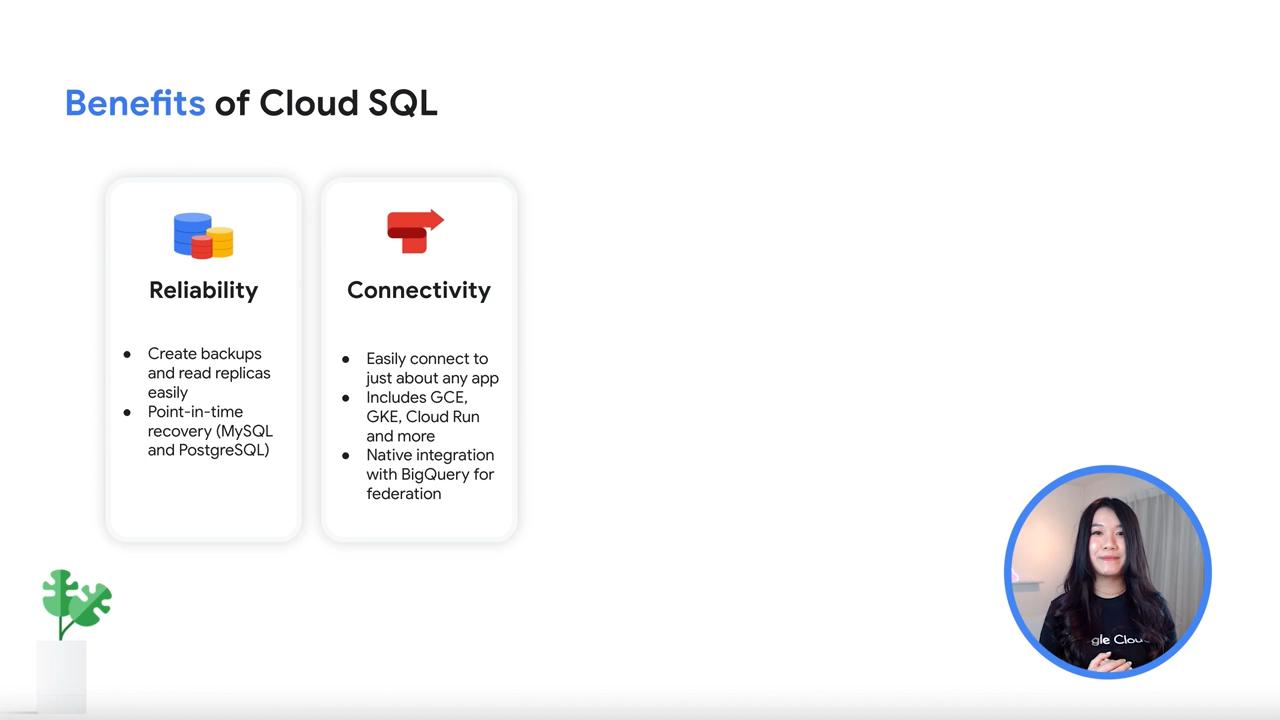 Benefits of Cloud SQL
Reliability
● Create backups
and read replicas
easily
● Point-in-time
recovery (MySQL
and PostgreSQL)
Connectivity
● Easily connect to
just about any app
● Includes GCE,
GKE, Cloud Run
and more
● Native integration
with BigQuery for
federation
gle Clou